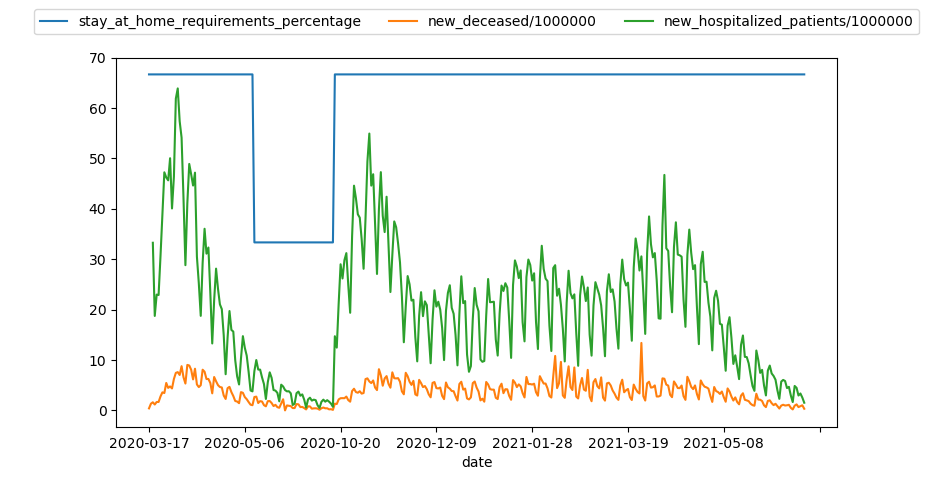 stay_at_home_requirements_percentage new_deceased/1000000 new_hospitalized_patients/1000000
70
60
50
40
30
20
10
0
2020-03-17 2020-05-06 2020-10-20 2020-12-09 2021-01-28 2021-03-19 2021-05-08
date